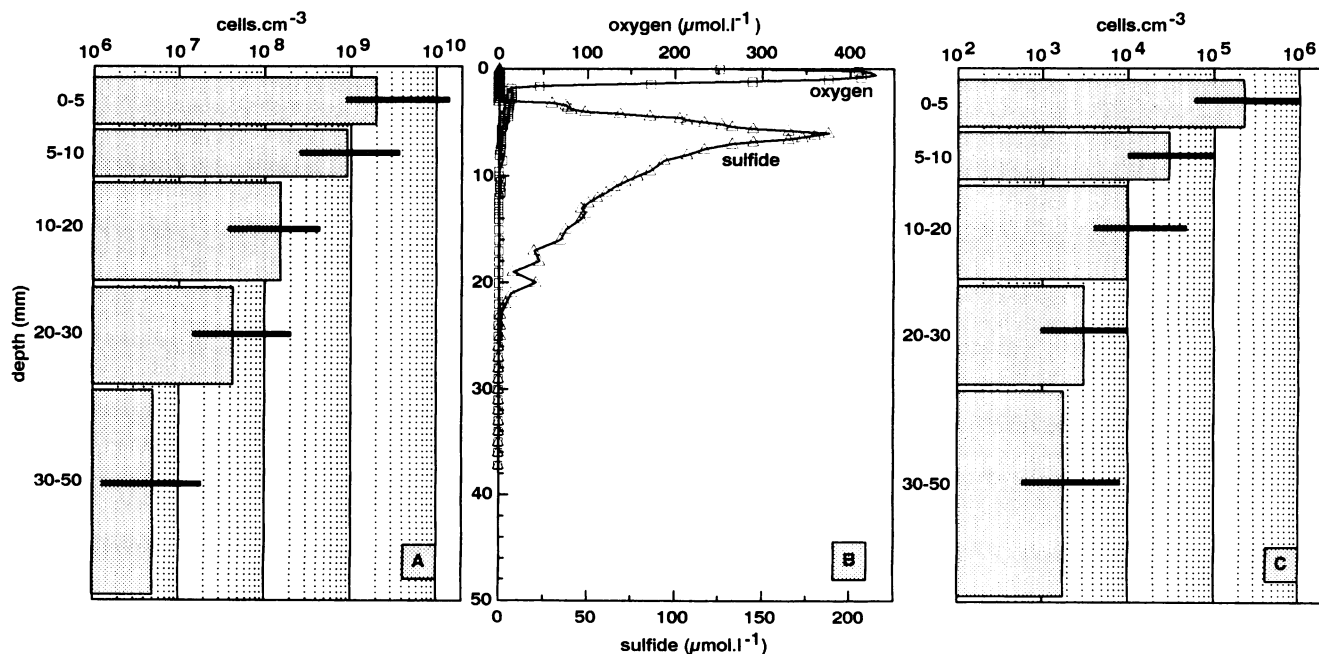 cells.cm-3
10^6 10^7 10^8 10^9 10^10
depth (mm)
0-5
5-10
10-20
20-30
30-50
A
oxygen (µmol.l-1)
0 100 200 300 400
0
10
20
30
40
50
oxygen
sulfide
B
0 50 100 150 200
sulfide (µmol.l-1)
cells.cm-3
10^2 10^3 10^4 10^5 10^6
0-5
5-10
10-20
20-30
30-50
C